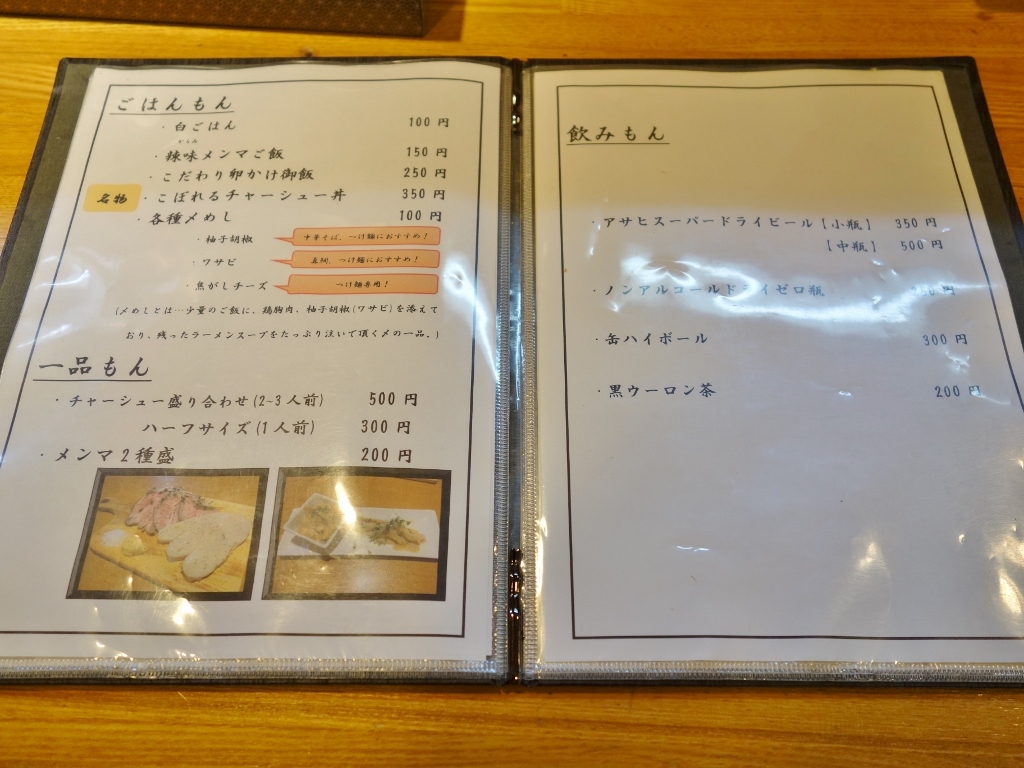 ごはんもん
・白ごはん 100円
からみ
・辣味メンマご飯 150円
・こだわり卵かけ御飯 250円
名物 ・こぼれるチャーシュー丼 350円
・各種〆めし 100円
・柚子胡椒 中華そば、つけ麺におすすめ!
・ワサビ つけ麺におすすめ!
・焦がしチーズ つけ麺専用!
(〆めしとは…少量のご飯に、鶏胸肉、柚子胡椒(ワサビ)を添えて
おり、残ったラーメンスープをたっぷり注いで頂く〆の一品。)
一品もん
・チャーシュー盛り合わせ(2~3人前) 500円
ハーフサイズ(1人前) 300円
・メンマ2種盛 200円
飲みもん
・アサヒスーパードライビール【小瓶】 350円
【中瓶】 500円
・ノンアルコールドライゼロ瓶 円
・缶ハイボール 300円
・黒ウーロン茶 200円